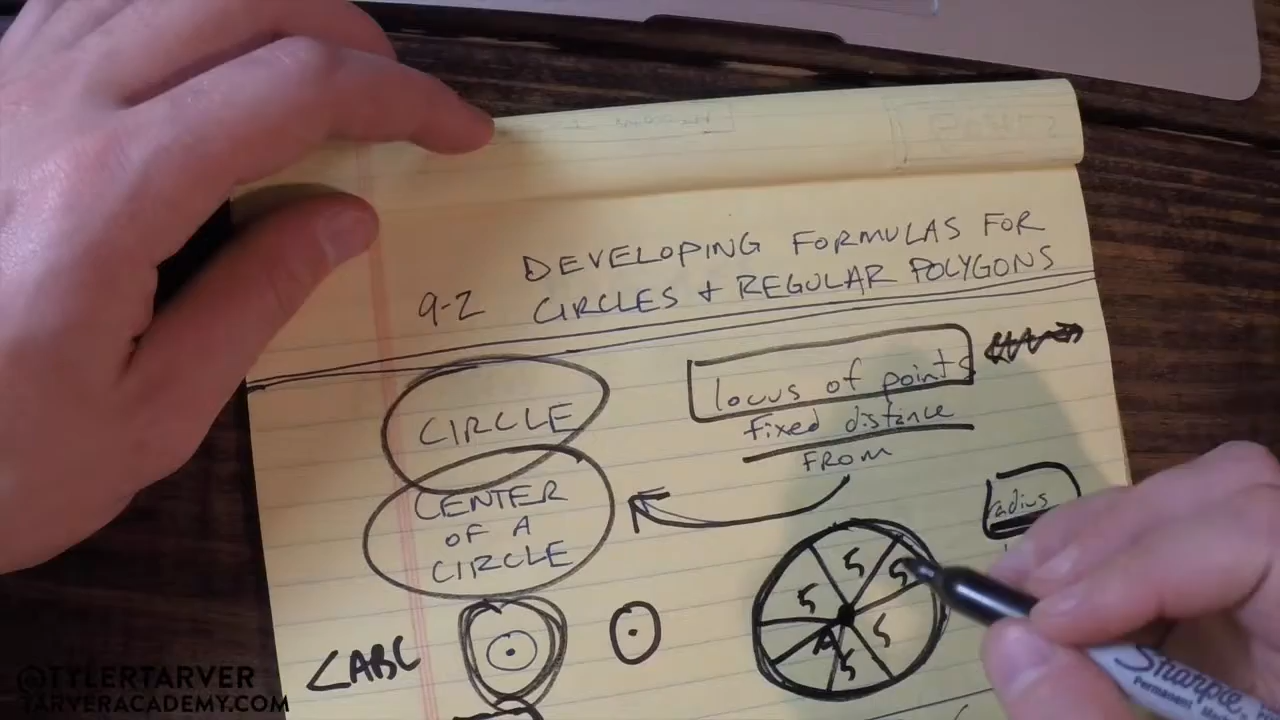 9-2 DEVELOPING FORMULAS FOR
CIRCLES + REGULAR POLYGONS
CIRCLE
locus of points
fixed distance
FROM
CENTER
OF A
CIRCLE
radius
5
5
5
5
5
<ABC
@TYLERTARVER
TARVERACADEMY.COM
Sharpie
Permanent